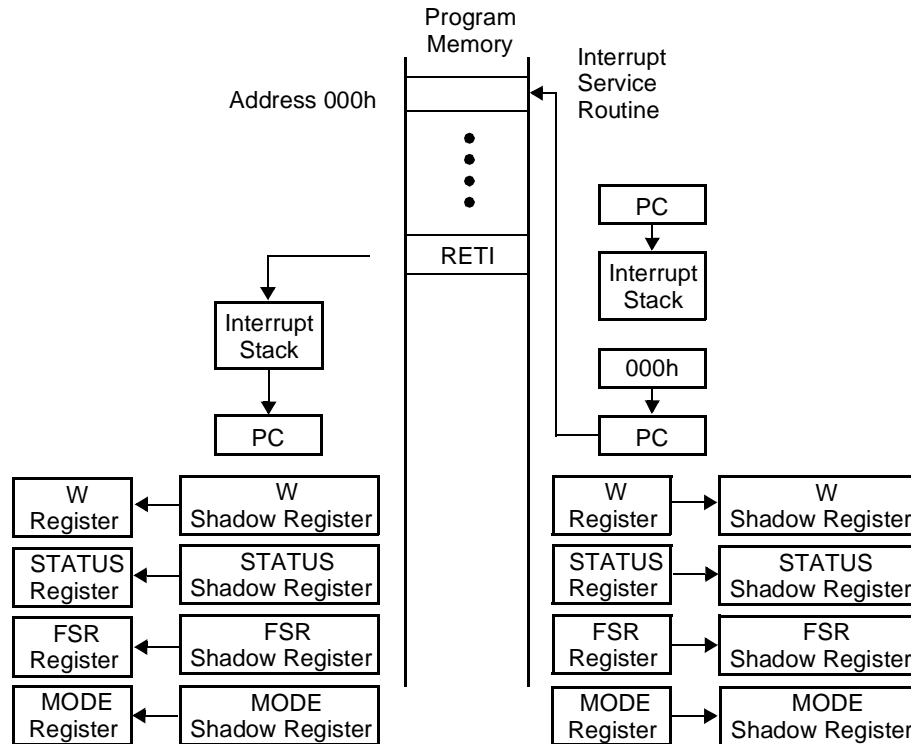 Program
Memory
Interrupt
Service
Routine
Address 000h
PC
RETI
Interrupt
Stack
Interrupt
Stack
000h
PC
PC
W
Register
W
Shadow Register
W
Register
W
Shadow Register
STATUS
Register
STATUS
Shadow Register
STATUS
Register
STATUS
Shadow Register
FSR
Register
FSR
Shadow Register
FSR
Register
FSR
Shadow Register
MODE
Register
MODE
Shadow Register
MODE
Register
MODE
Shadow Register